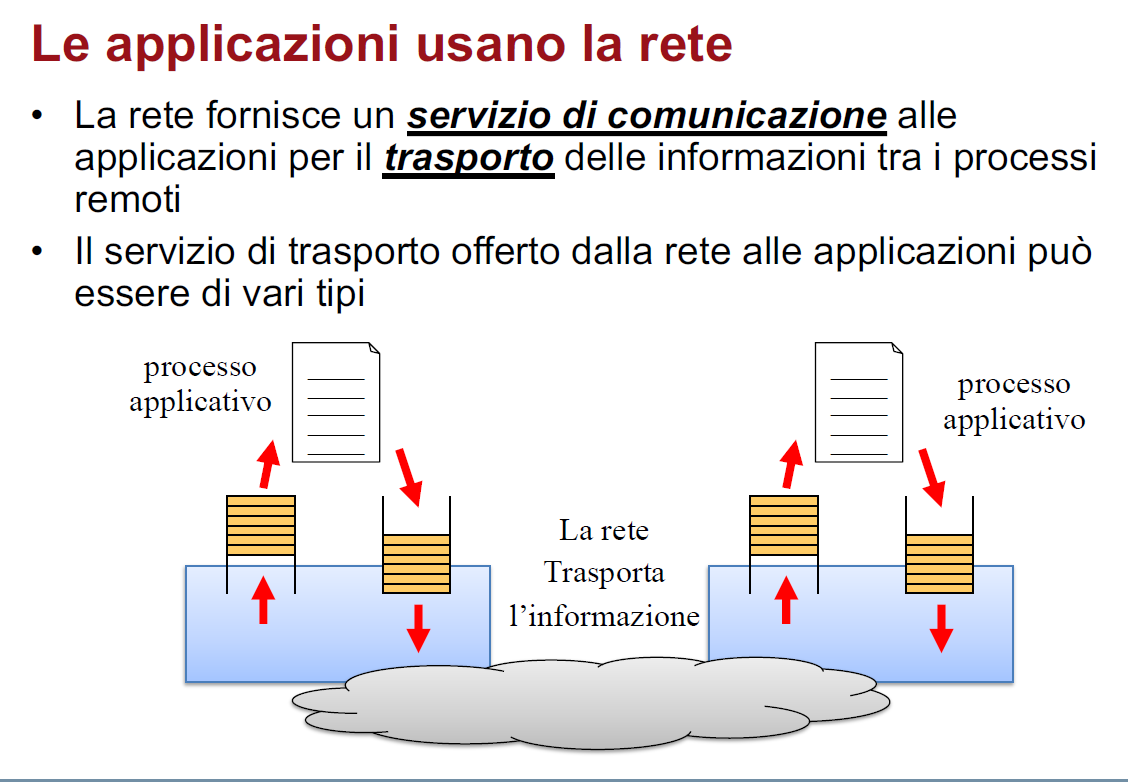 Le applicazioni usano la rete
• La rete fornisce un servizio di comunicazione alle
applicazioni per il trasporto delle informazioni tra i processi
remoti
• Il servizio di trasporto offerto dalla rete alle applicazioni può
essere di vari tipi
processo
applicativo
processo
applicativo
La rete
Trasporta
l’informazione